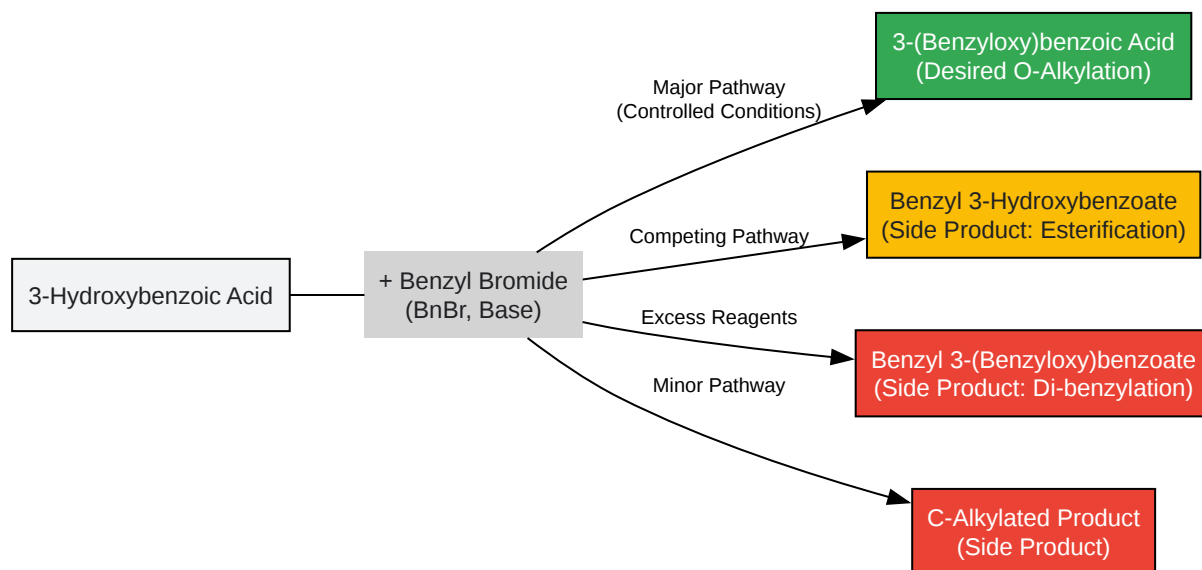 3-(Benzyloxy)benzoic Acid
(Desired O-Alkylation)
Major Pathway
(Controlled Conditions)
Benzyl 3-Hydroxybenzoate
(Side Product: Esterification)
Competing Pathway
3-Hydroxybenzoic Acid
+ Benzyl Bromide
(BnBr, Base)
Excess Reagents
Benzyl 3-(Benzyloxy)benzoate
(Side Product: Di-benzylation)
Minor Pathway
C-Alkylated Product
(Side Product)